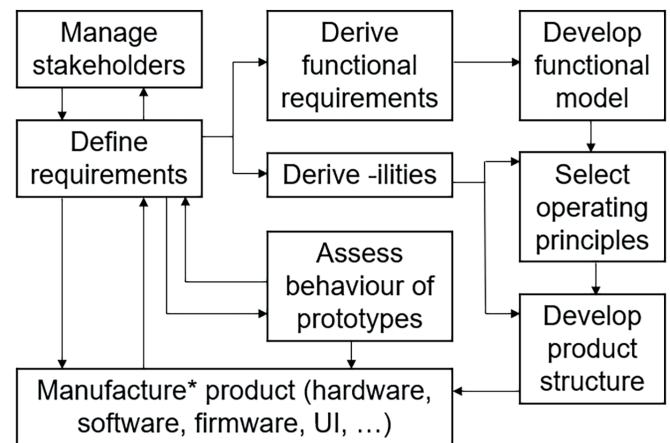 Manage
stakeholders
Derive
functional
requirements
Develop
functional
model
Define
requirements
Derive -ilities
Select
operating
principles
Assess
behaviour of
prototypes
Develop
product
structure
Manufacture* product (hardware,
software, firmware, UI, …)